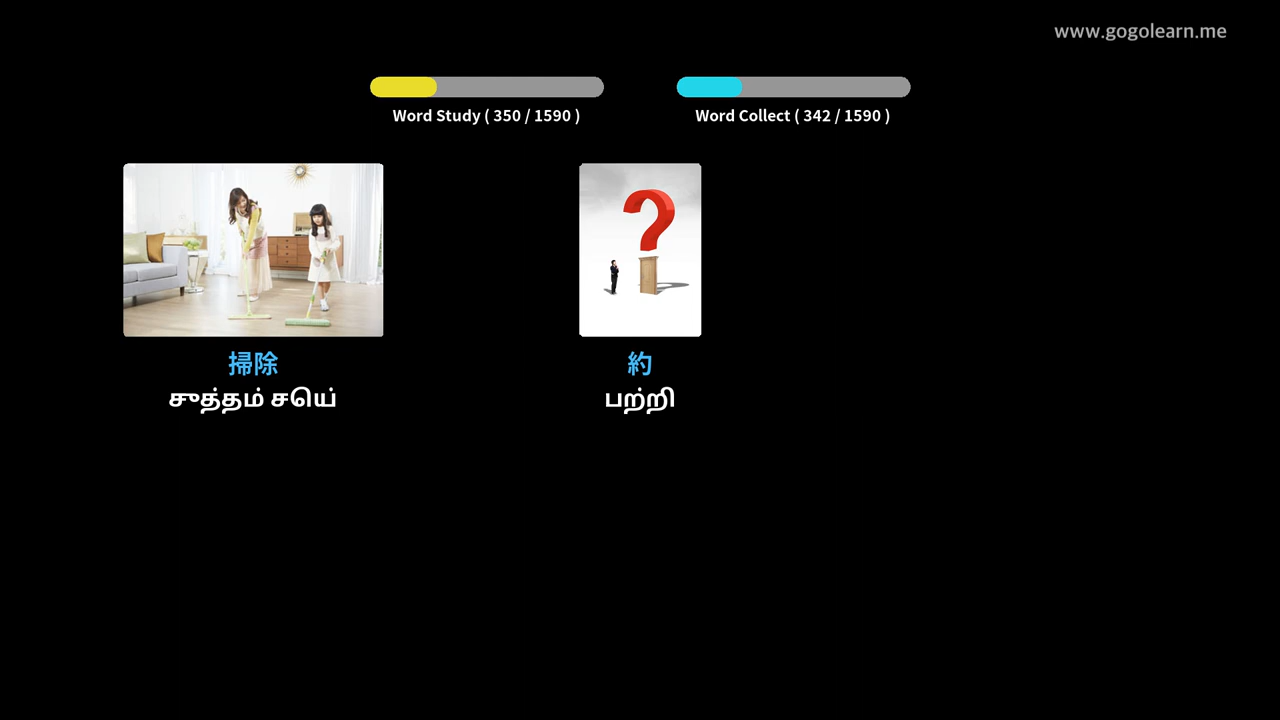 www.gogolearn.me
Word Study ( 350 / 1590 )
Word Collect ( 342 / 1590 )
掃除
சுத்தம் சயெ்
約
பற்றி